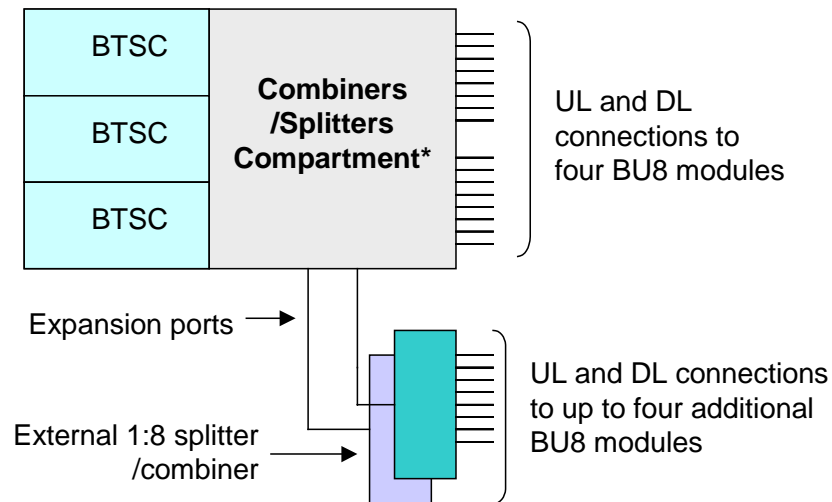 BTSC
BTSC
BTSC
Combiners
/Splitters
Compartment*
UL and DL
connections to
four BU8 modules
Expansion ports
External 1:8 splitter
/combiner
UL and DL connections
to up to four additional
BU8 modules